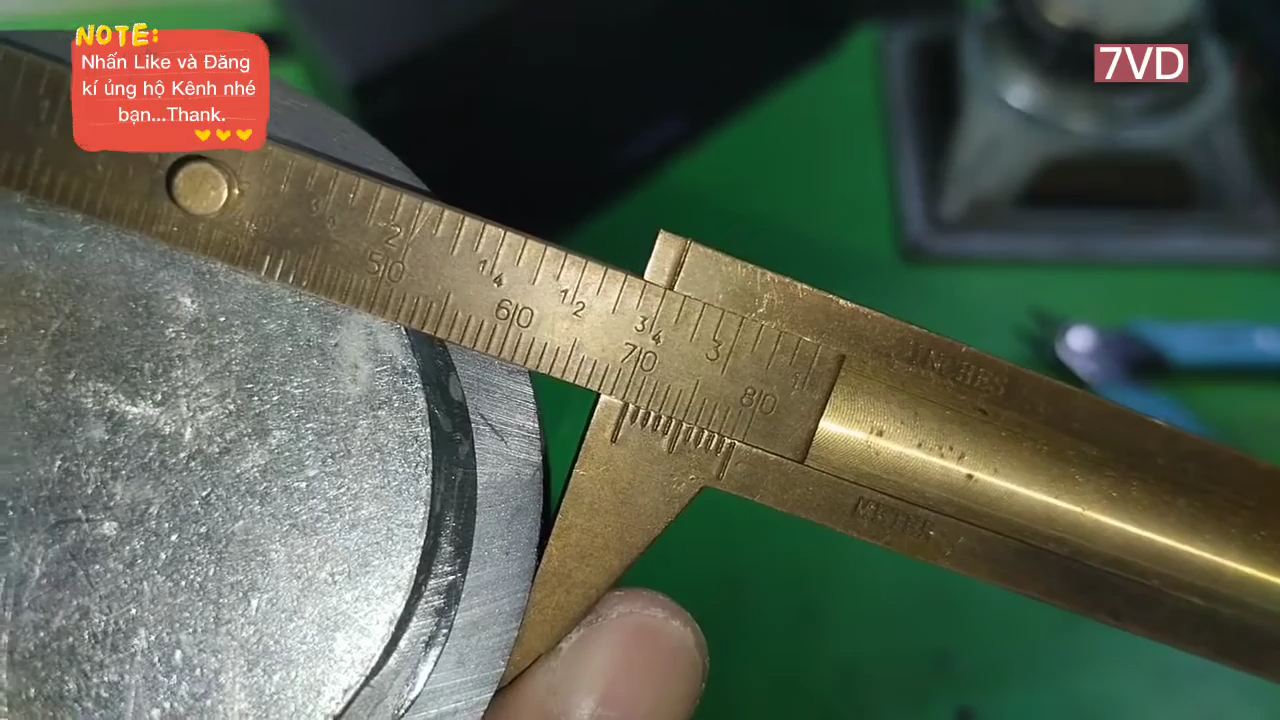 NOTE:
Nhấn Like và Đăng
kí ủng hộ Kênh nhé
bạn...Thank.
7VD
2
1/4
1/2
3/4
3
50
60
70
80
INCHES
METER